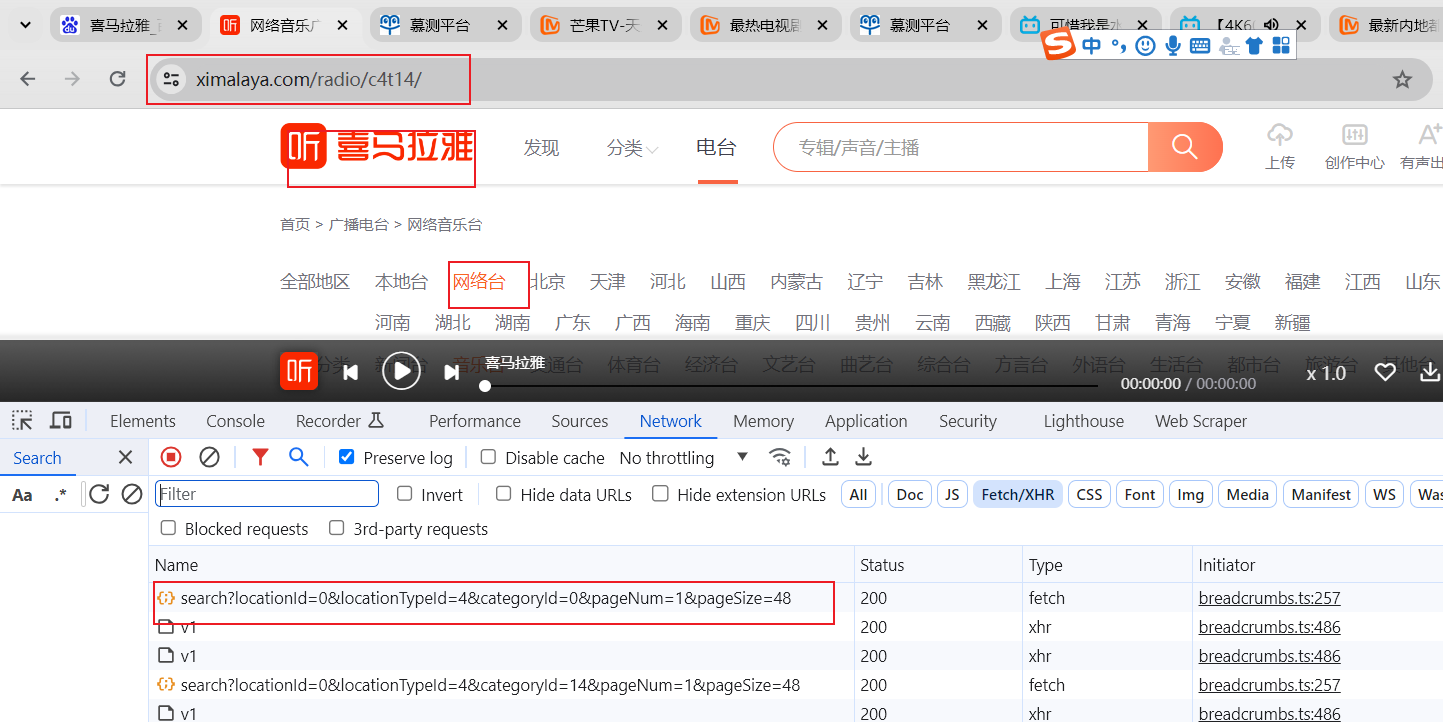 喜马拉雅_百 网络音乐广 慕测平台 芒果TV-天 最热电视剧 慕测平台 可惜我是水 【4K60 最新内地都
中
ximalaya.com/radio/c4t14/
听 喜马拉雅 发现 分类 电台 专辑/声音/主播 上传 创作中心 有声出
首页 > 广播电台 > 网络音乐台
全部地区 本地台 网络台 北京 天津 河北 山西 内蒙古 辽宁 吉林 黑龙江 上海 江苏 浙江 安徽 福建 江西 山东
河南 湖北 湖南 广东 广西 海南 重庆 四川 贵州 云南 西藏 陕西 甘肃 青海 宁夏 新疆
分类 新闻台 音乐台 交通台 体育台 经济台 文艺台 曲艺台 综合台 方言台 外语台 生活台 都市台 旅游台 其他台
听 喜马拉雅 00:00:00 / 00:00:00 x 1.0
Elements Console Recorder Performance Sources Network Memory Application Security Lighthouse Web Scraper
Search Preserve log Disable cache No throttling
Aa .* Filter Invert Hide data URLs Hide extension URLs All Doc JS Fetch/XHR CSS Font Img Media Manifest WS Was
Blocked requests 3rd-party requests
Name Status Type Initiator
search?locationId=0&locationTypeId=4&categoryId=0&pageNum=1&pageSize=48 200 fetch breadcrumbs.ts:257
v1 200 xhr breadcrumbs.ts:486
v1 200 xhr breadcrumbs.ts:486
search?locationId=0&locationTypeId=4&categoryId=14&pageNum=1&pageSize=48 200 fetch breadcrumbs.ts:257
v1 200 xhr breadcrumbs.ts:486